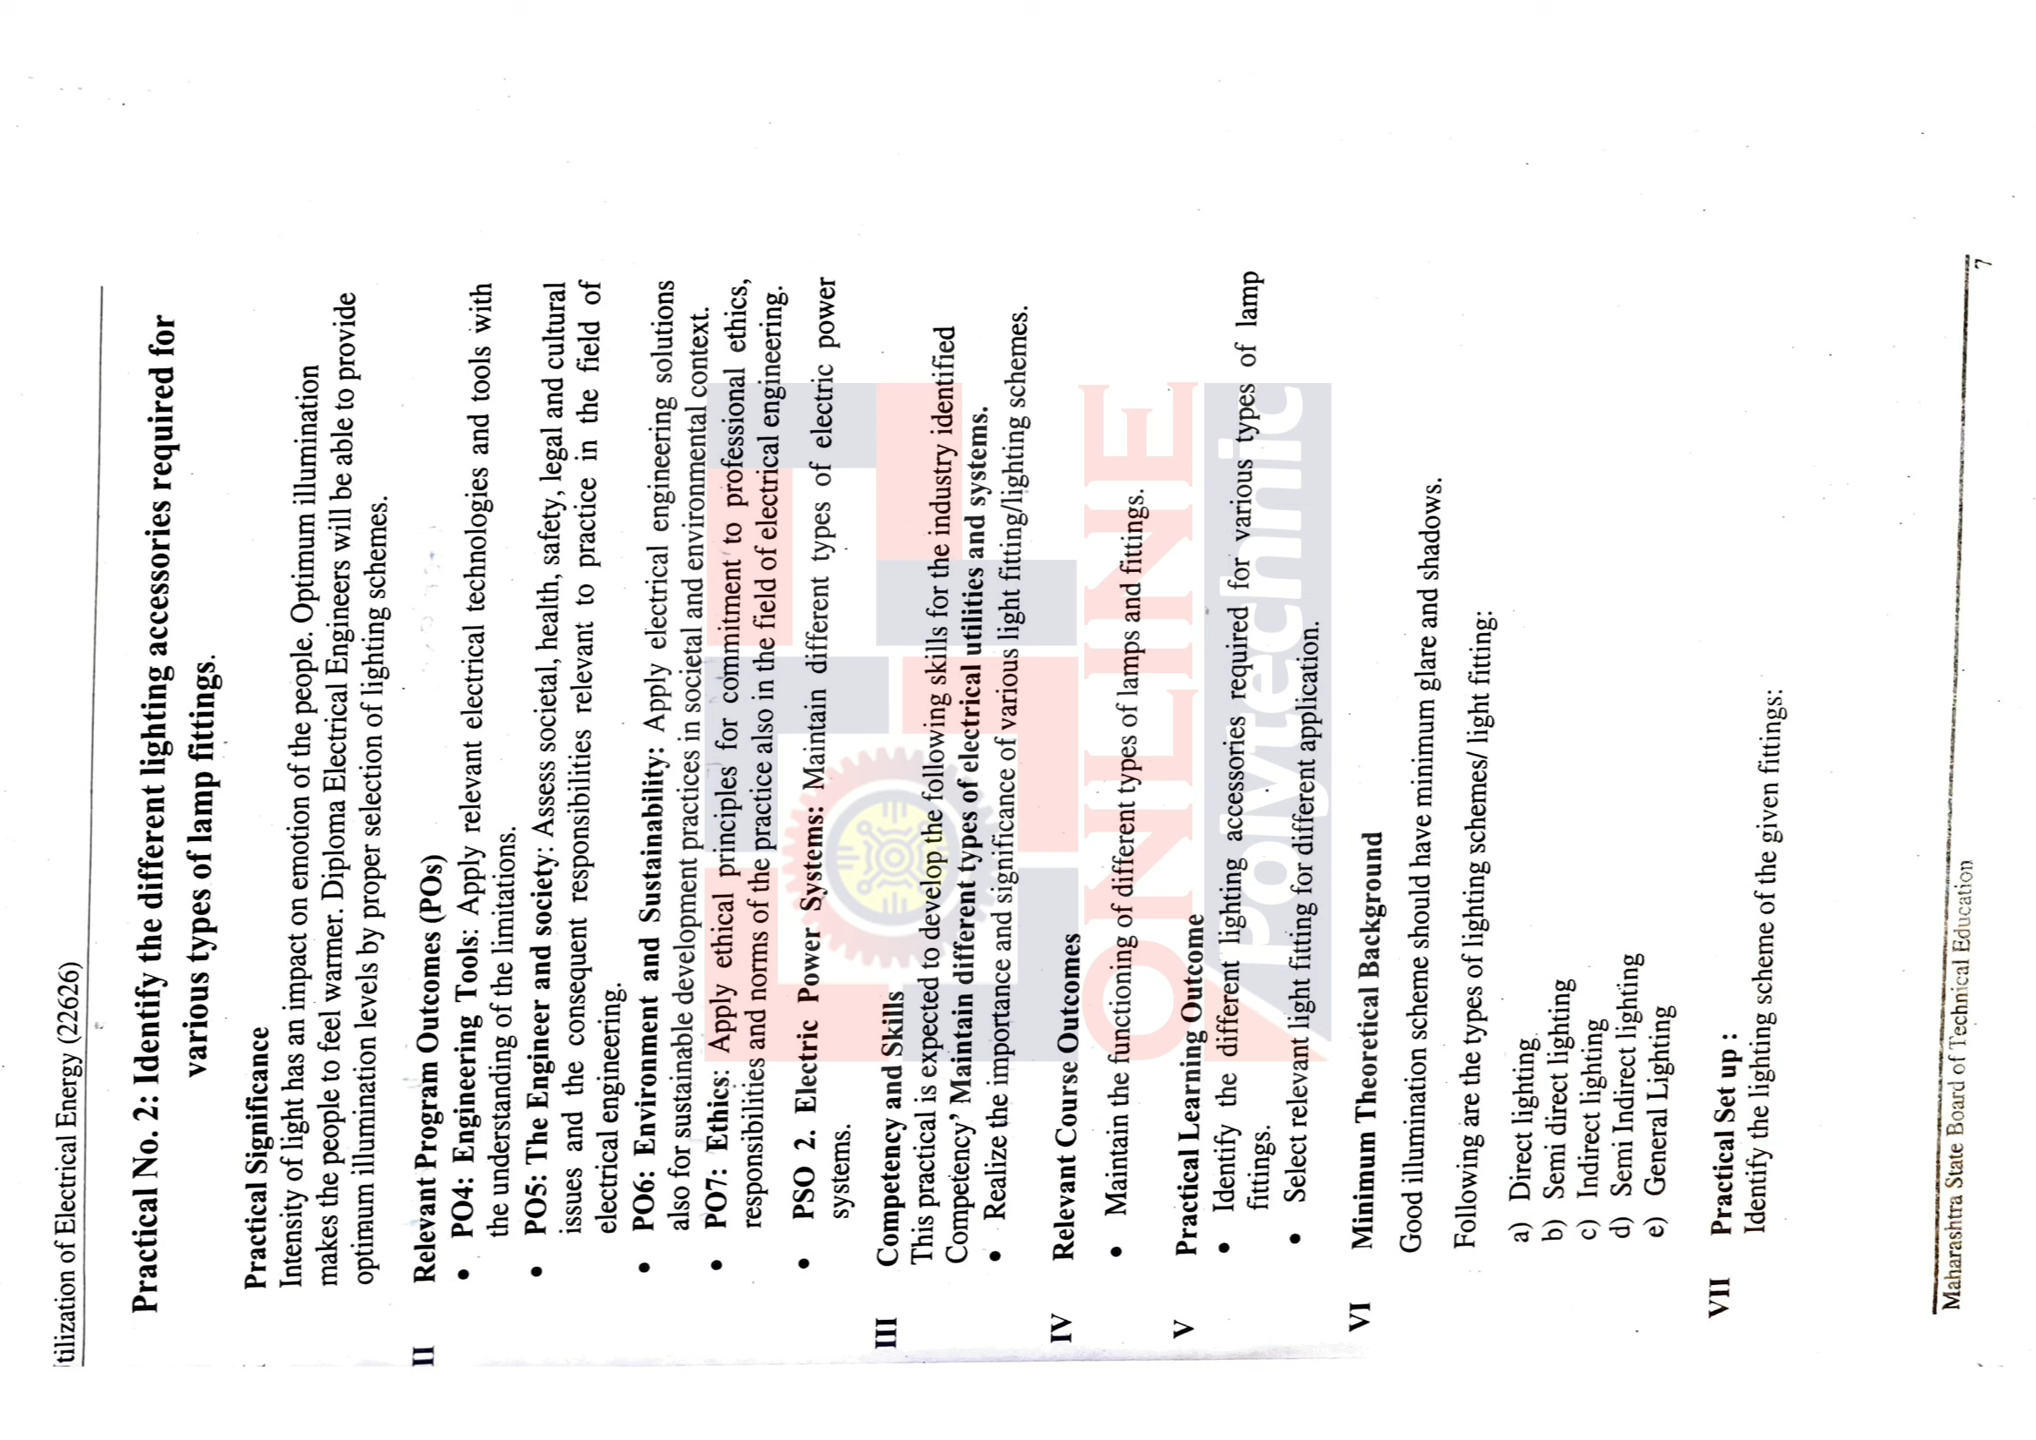 tilization of Electrical Energy (22626)
Practical No. 2: Identify the different lighting accessories required for
various types of lamp fittings.
Practical Significance
Intensity of light has an impact on emotion of the people. Optimum illumination
makes the people to feel warmer. Diploma Electrical Engineers will be able to provide
optimum illumination levels by proper selection of lighting schemes.
II Relevant Program Outcomes (POs)
• PO4: Engineering Tools: Apply relevant electrical technologies and tools with
the understanding of the limitations.
• PO5: The Engineer and society: Assess societal, health, safety, legal and cultural
issues and the consequent responsibilities relevant to practice in the field of
electrical engineering.
• PO6: Environment and Sustainability: Apply electrical engineering solutions
also for sustainable development practices in societal and environmental context.
• PO7: Ethics: Apply ethical principles for commitment to professional ethics,
responsibilities and norms of the practice also in the field of electrical engineering.
• PSO 2. Electric Power Systems: Maintain different types of electric power
systems.
III Competency and Skills
This practical is expected to develop the following skills for the industry identified
Competency' Maintain different types of electrical utilities and systems.
• Realize the importance and significance of various light fitting/lighting schemes.
IV Relevant Course Outcomes
• Maintain the functioning of different types of lamps and fittings.
V Practical Learning Outcome
• Identify the different lighting accessories required for various types of lamp
fittings.
• Select relevant light fitting for different application.
VI Minimum Theoretical Background
Good illumination scheme should have minimum glare and shadows.
Following are the types of lighting schemes/ light fitting:
a) Direct lighting
b) Semi direct lighting
c) Indirect lighting
d) Semi Indirect lighting
e) General Lighting
VII Practical Set up :
Identify the lighting scheme of the given fittings:
Maharashtra State Board of Technical Education 7
ONLINE
Polytechnic